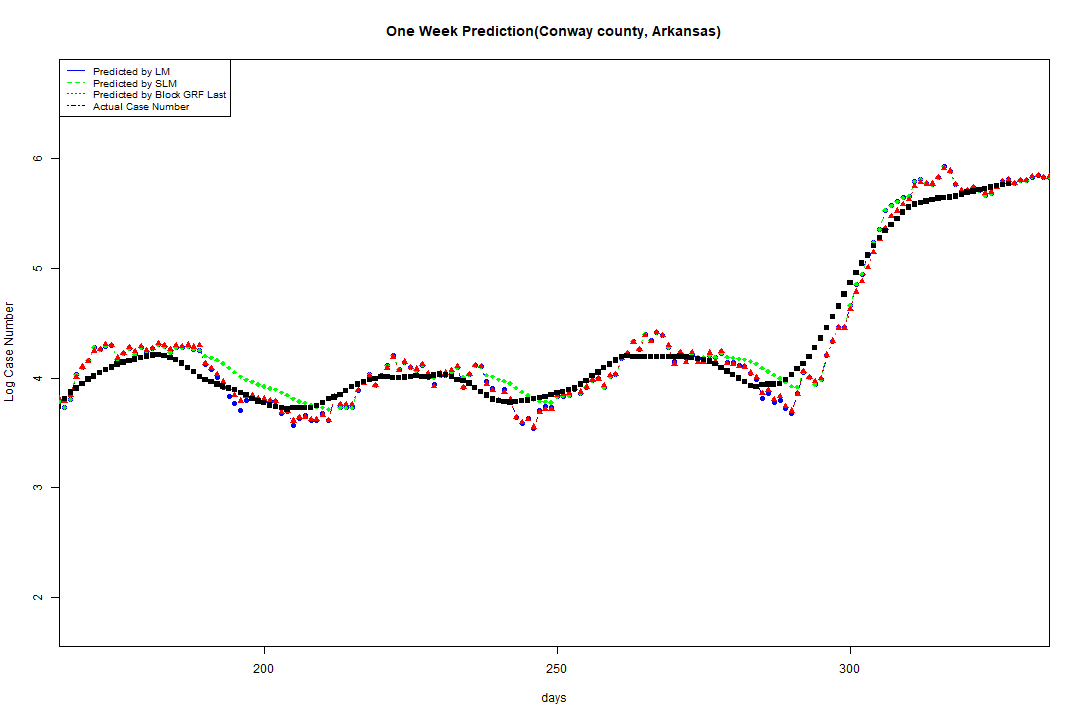 One Week Prediction(Conway county, Arkansas)
Predicted by LM
Predicted by SLM
Predicted by Block GRF Last
Actual Case Number
6
5
4
3
2
Log Case Number
200 250 300
days